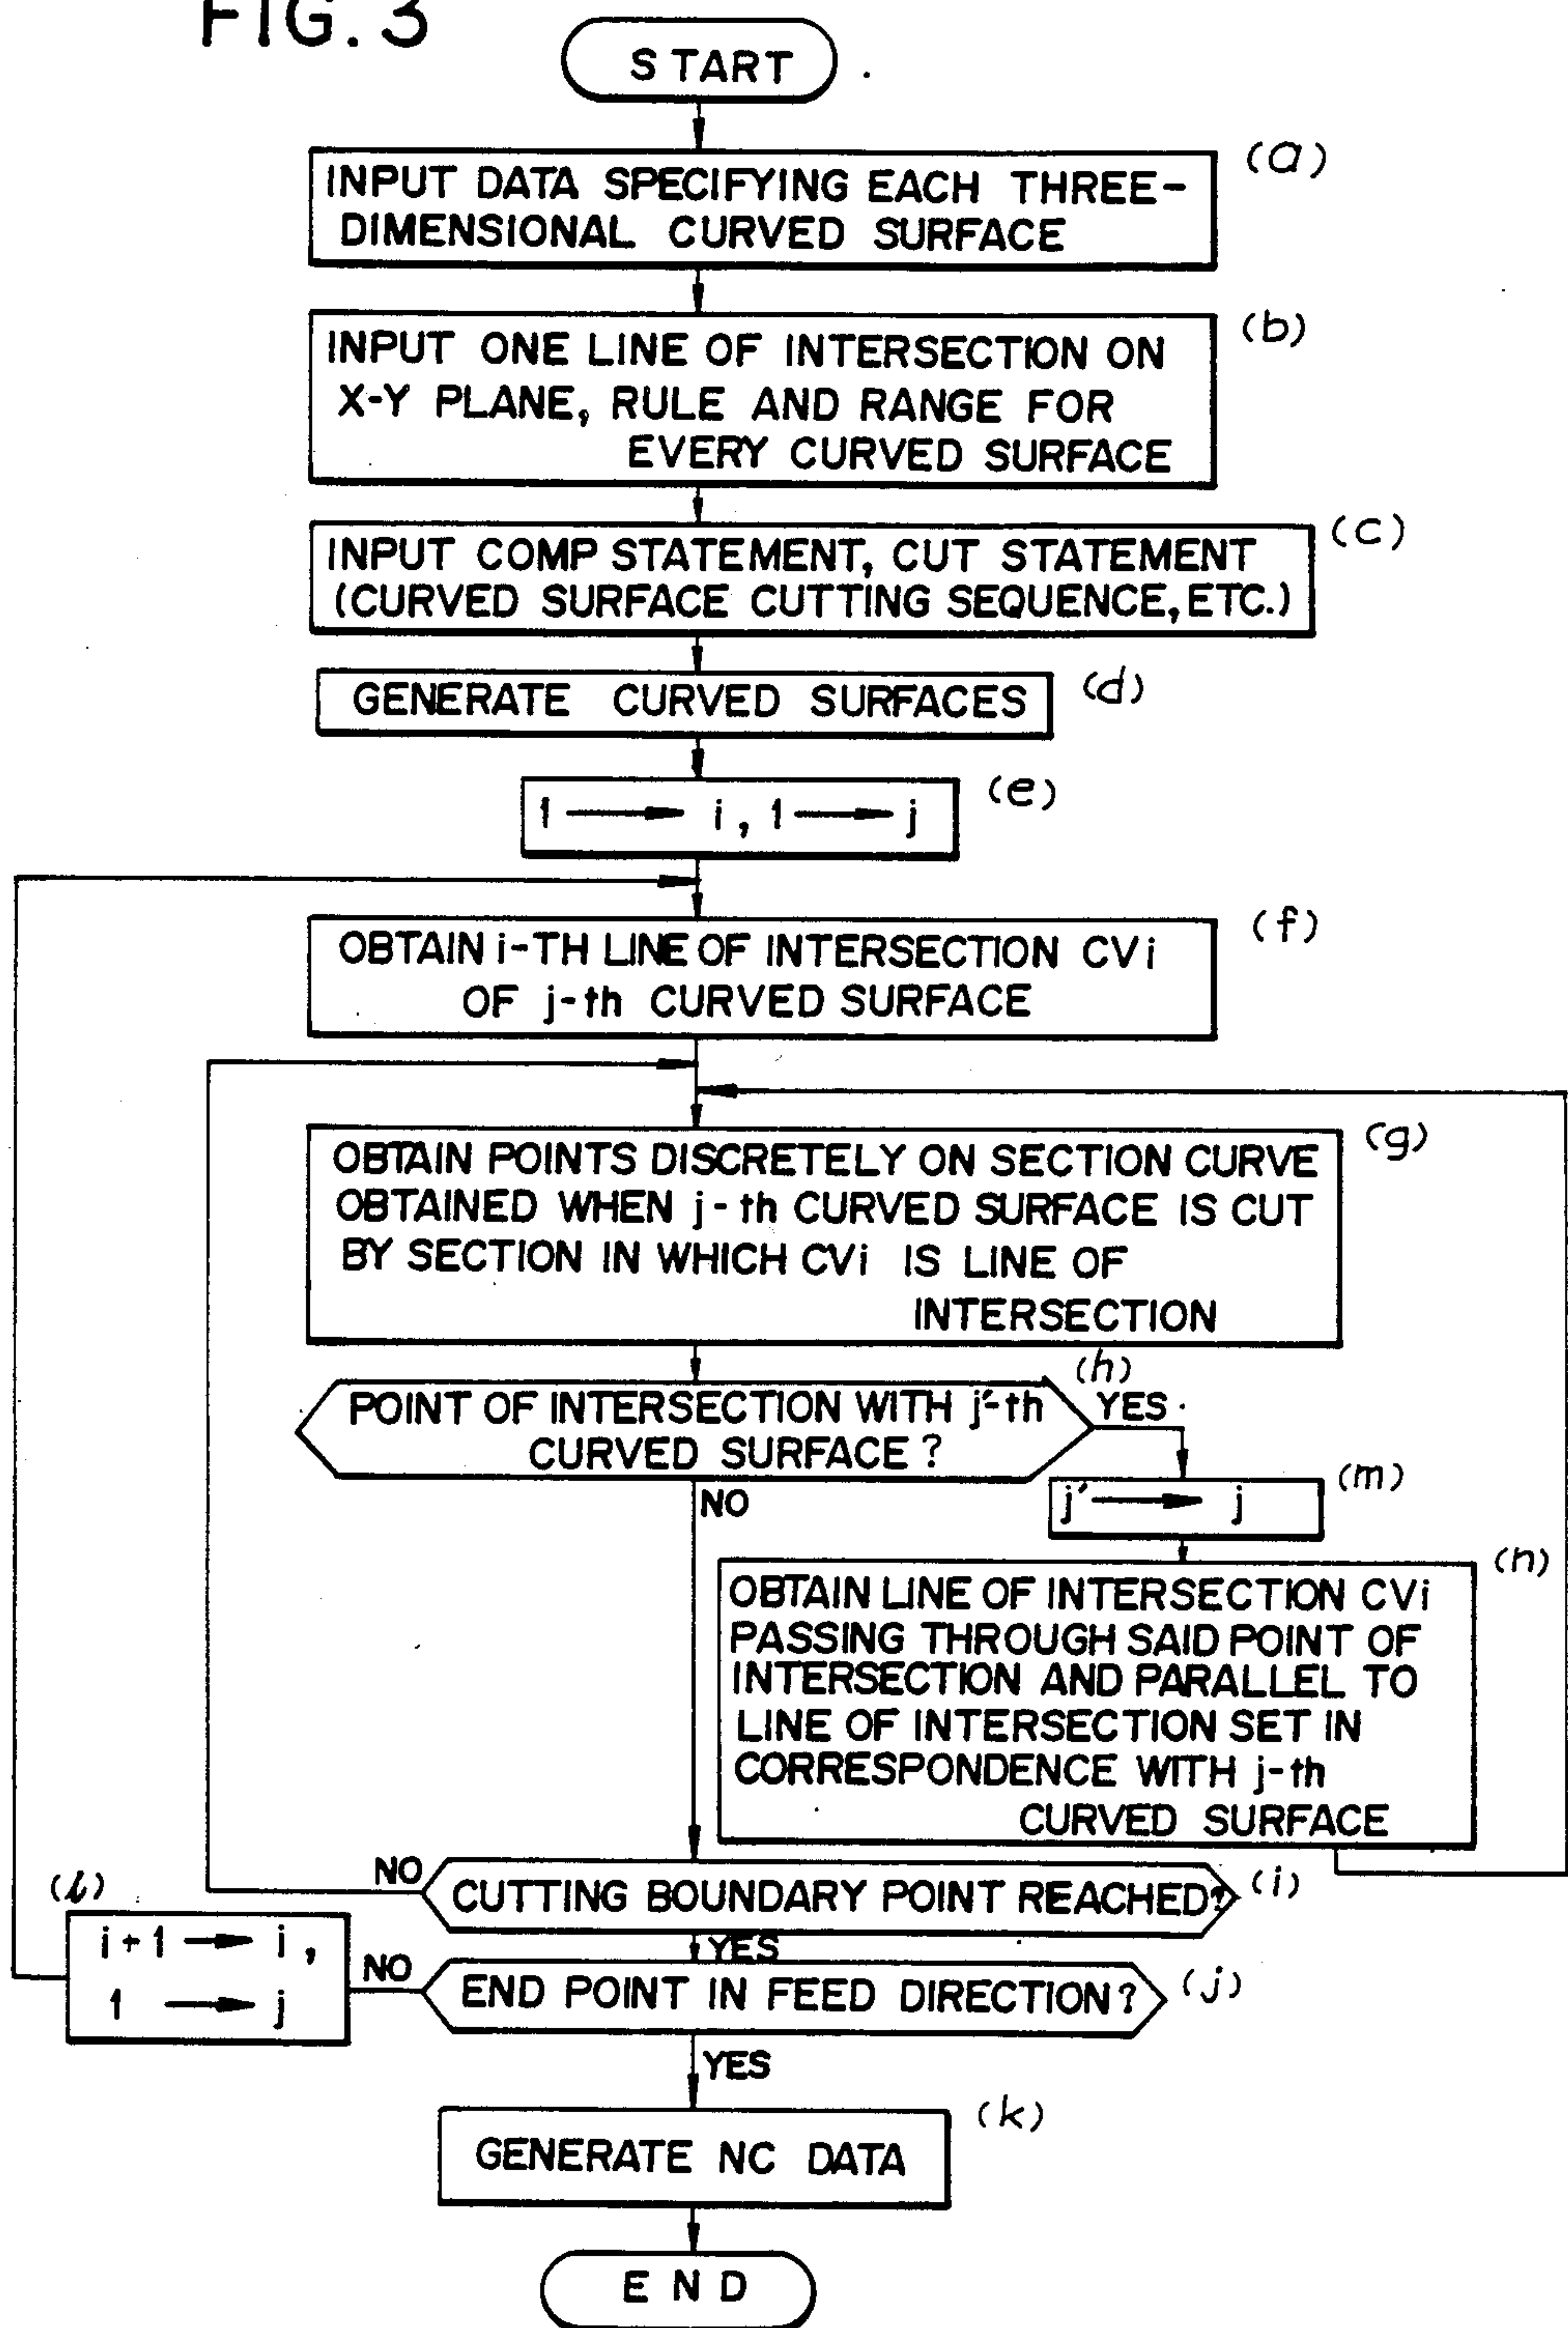 FIG. 3
START
(a)
INPUT DATA SPECIFYING EACH THREE-
DIMENSIONAL CURVED SURFACE
(b)
INPUT ONE LINE OF INTERSECTION ON
X-Y PLANE, RULE AND RANGE FOR
EVERY CURVED SURFACE
(c)
INPUT COMP STATEMENT, CUT STATEMENT
(CURVED SURFACE CUTTING SEQUENCE, ETC.)
(d)
GENERATE CURVED SURFACES
(e)
1 → i, 1 → j
(f)
OBTAIN i-TH LINE OF INTERSECTION CVi
OF j-th CURVED SURFACE
(g)
OBTAIN POINTS DISCRETELY ON SECTION CURVE
OBTAINED WHEN j-th CURVED SURFACE IS CUT
BY SECTION IN WHICH CVi IS LINE OF
INTERSECTION
(h)
POINT OF INTERSECTION WITH j'-th
CURVED SURFACE?
YES
NO
(m)
j' → j
(n)
OBTAIN LINE OF INTERSECTION CVi
PASSING THROUGH SAID POINT OF
INTERSECTION AND PARALLEL TO
LINE OF INTERSECTION SET IN
CORRESPONDENCE WITH j-th
CURVED SURFACE
NO
CUTTING BOUNDARY POINT REACHED?
(i)
YES
(l)
i+1 → i,
1 → j
NO
END POINT IN FEED DIRECTION?
(j)
YES
(k)
GENERATE NC DATA
END